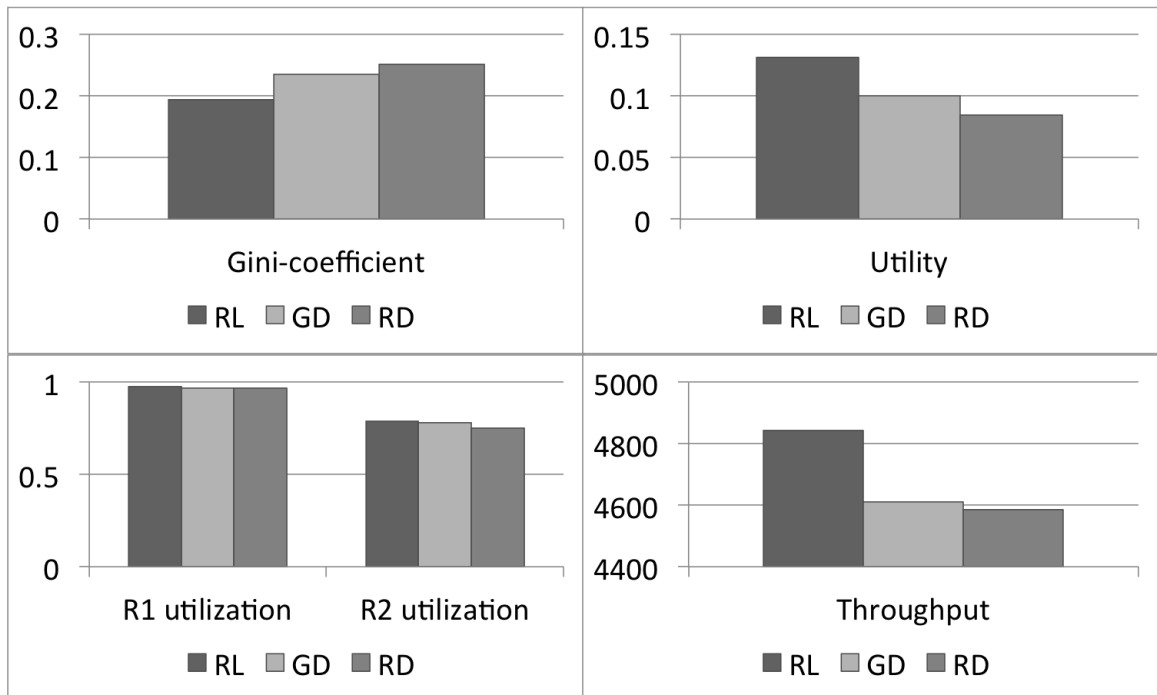 0.3
0.2
0.1
0
Gini-coefficient
RL GD RD
0.15
0.1
0.05
0
Utility
RL GD RD
1
0.5
0
R1 utilization R2 utilization
RL GD RD
5000
4800
4600
4400
Throughput
RL GD RD